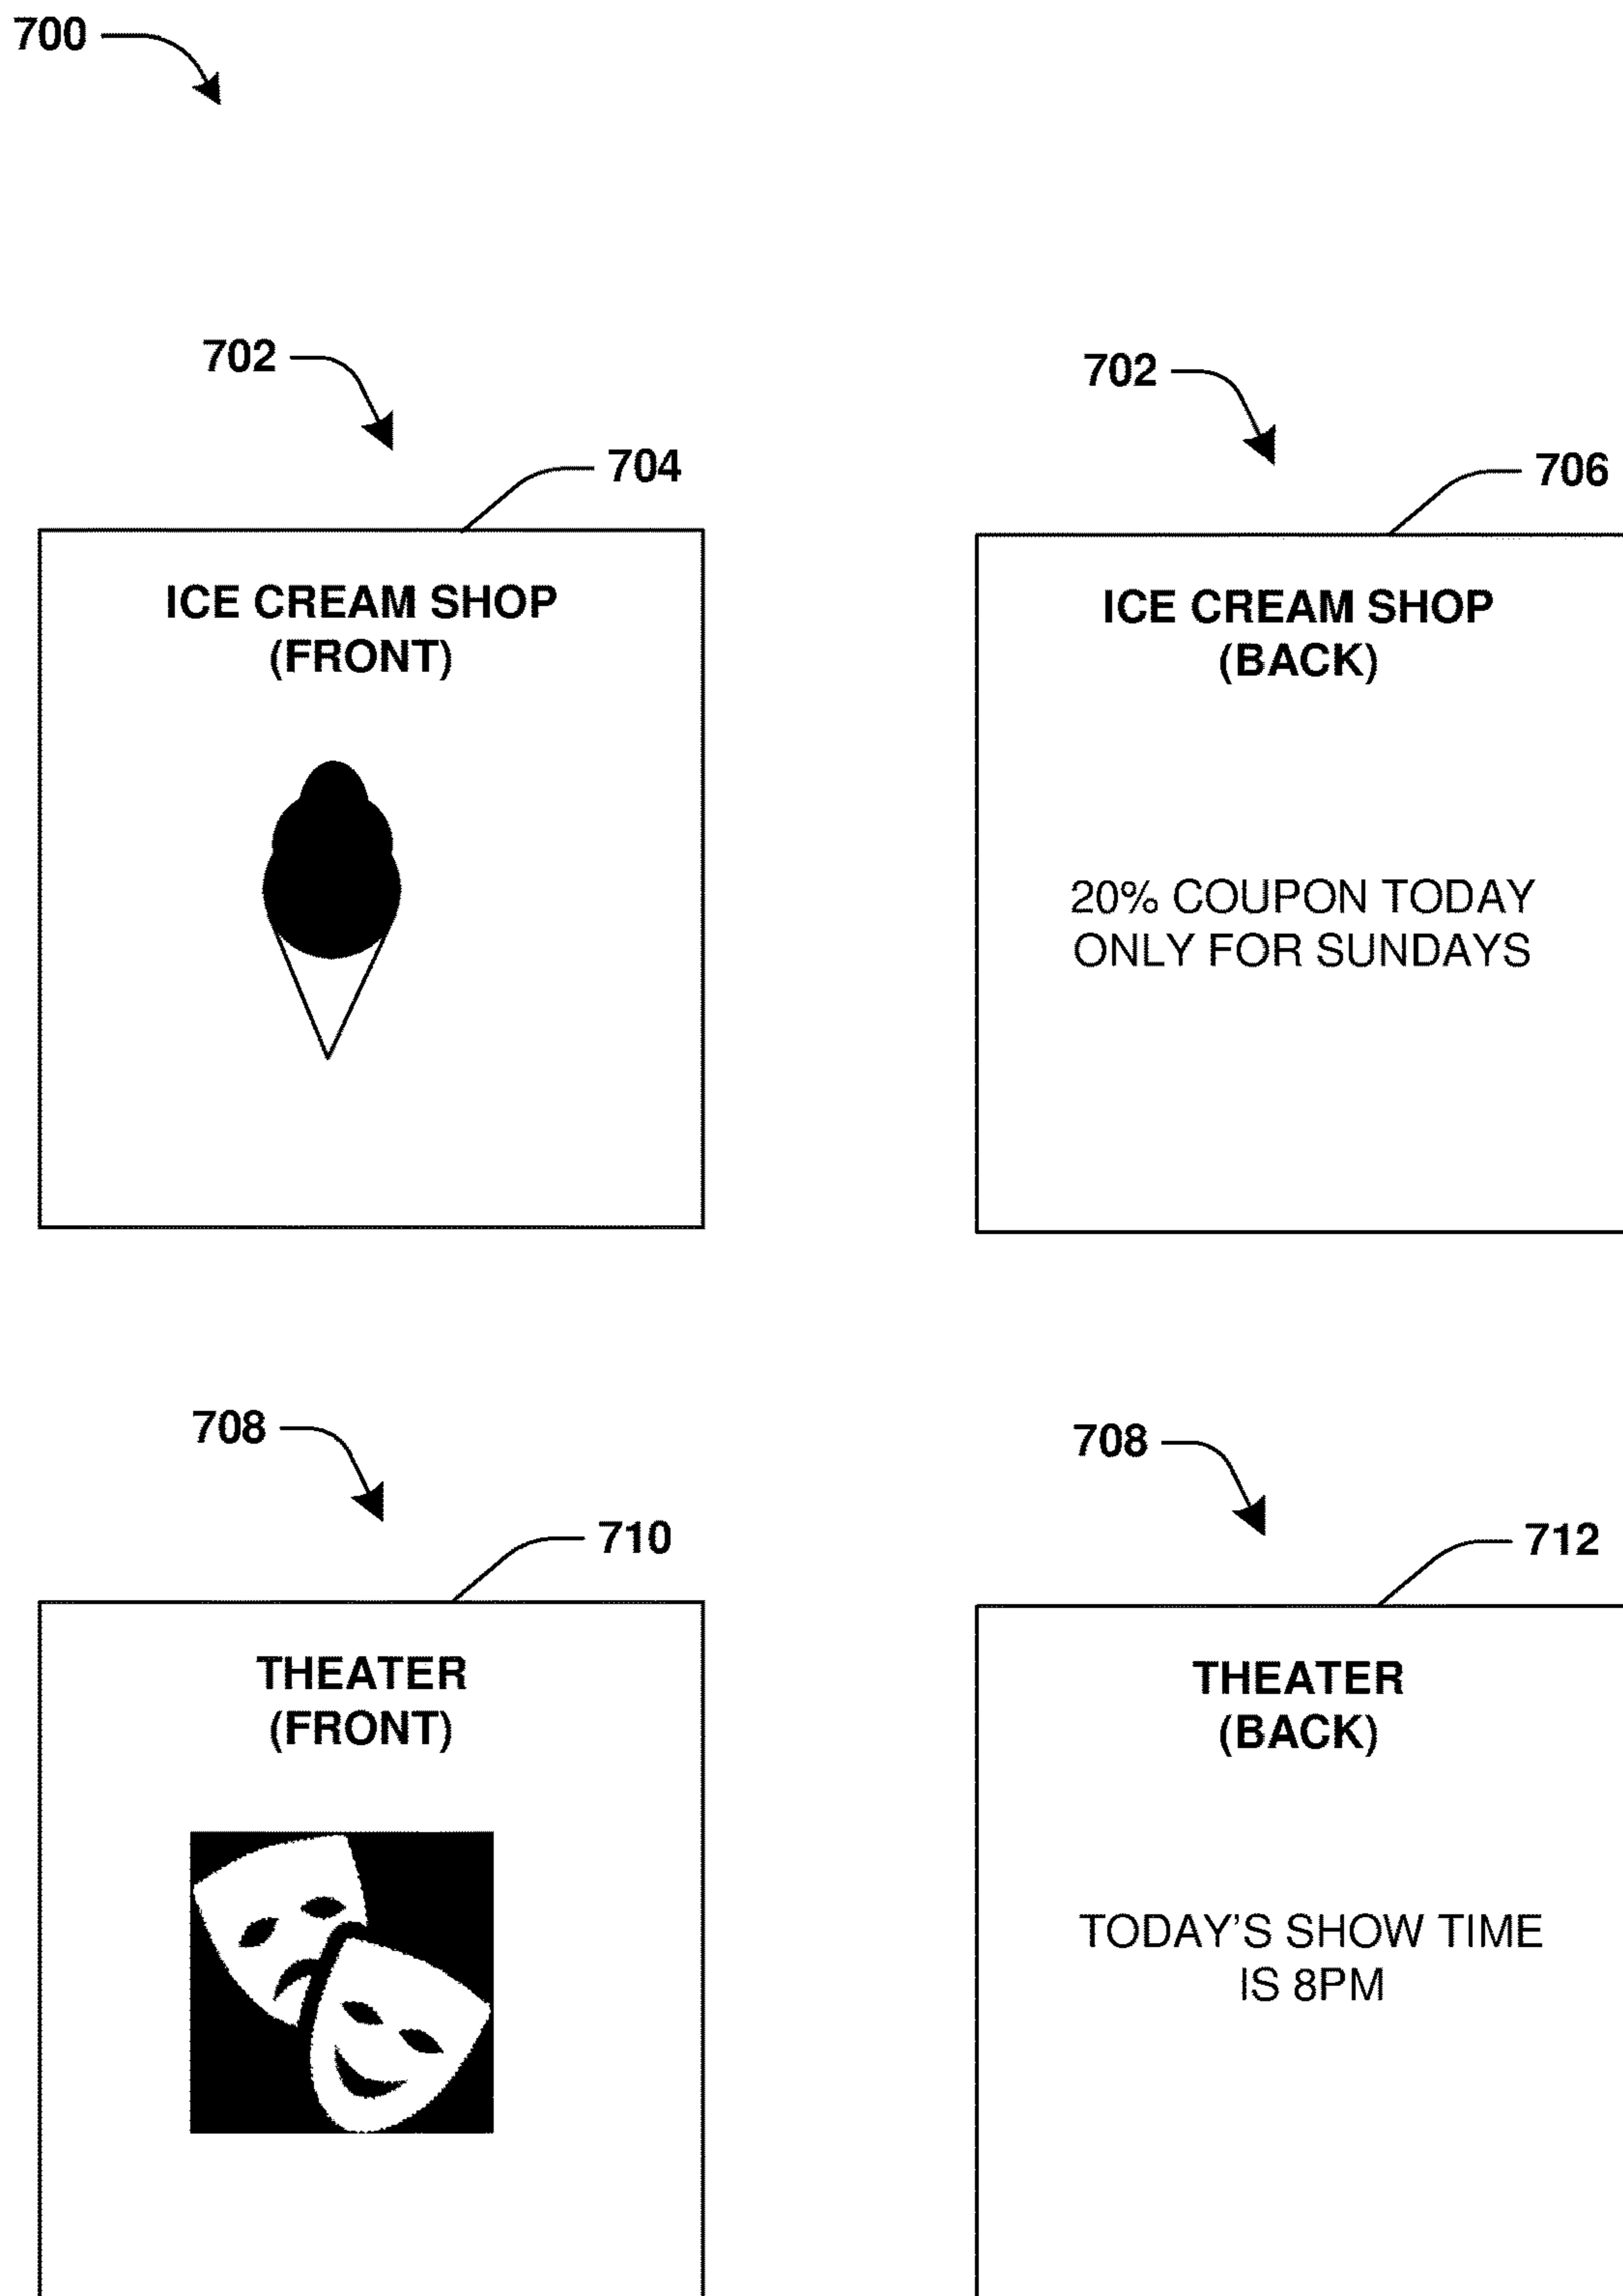 700
702
702
704
706
ICE CREAM SHOP
(FRONT)
ICE CREAM SHOP
(BACK)
20% COUPON TODAY
ONLY FOR SUNDAYS
708
708
710
712
THEATER
(FRONT)
THEATER
(BACK)
TODAY'S SHOW TIME
IS 8PM